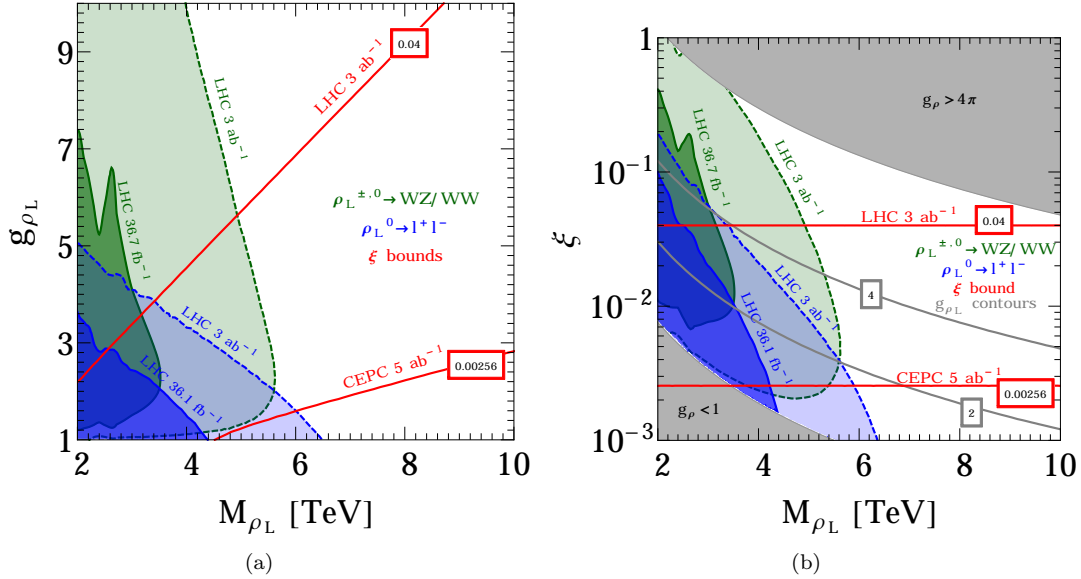 9
7
5
3
1
g_ρ_L
2
4
6
8
10
M_ρ_L [TeV]
LHC 3 ab⁻¹
0.04
LHC 3 ab⁻¹
LHC 36.7 fb⁻¹
ρ_L^±,0→WZ/WW
ρ_L^0→l⁺l⁻
ξ bounds
LHC 3 ab⁻¹
LHC 36.1 fb⁻¹
CEPC 5 ab⁻¹
0.00256
(a)
1
10⁻¹
10⁻²
10⁻³
ξ
2
4
6
8
10
M_ρ_L [TeV]
g_ρ>4π
LHC 3 ab⁻¹
LHC 36.7 fb⁻¹
LHC 3 ab⁻¹
0.04
ρ_L^±,0→WZ/WW
ρ_L^0→l⁺l⁻
ξ bound
g_ρ_L contours
4
LHC 3 ab⁻¹
LHC 36.1 fb⁻¹
CEPC 5 ab⁻¹
0.00256
g_ρ<1
2
(b)